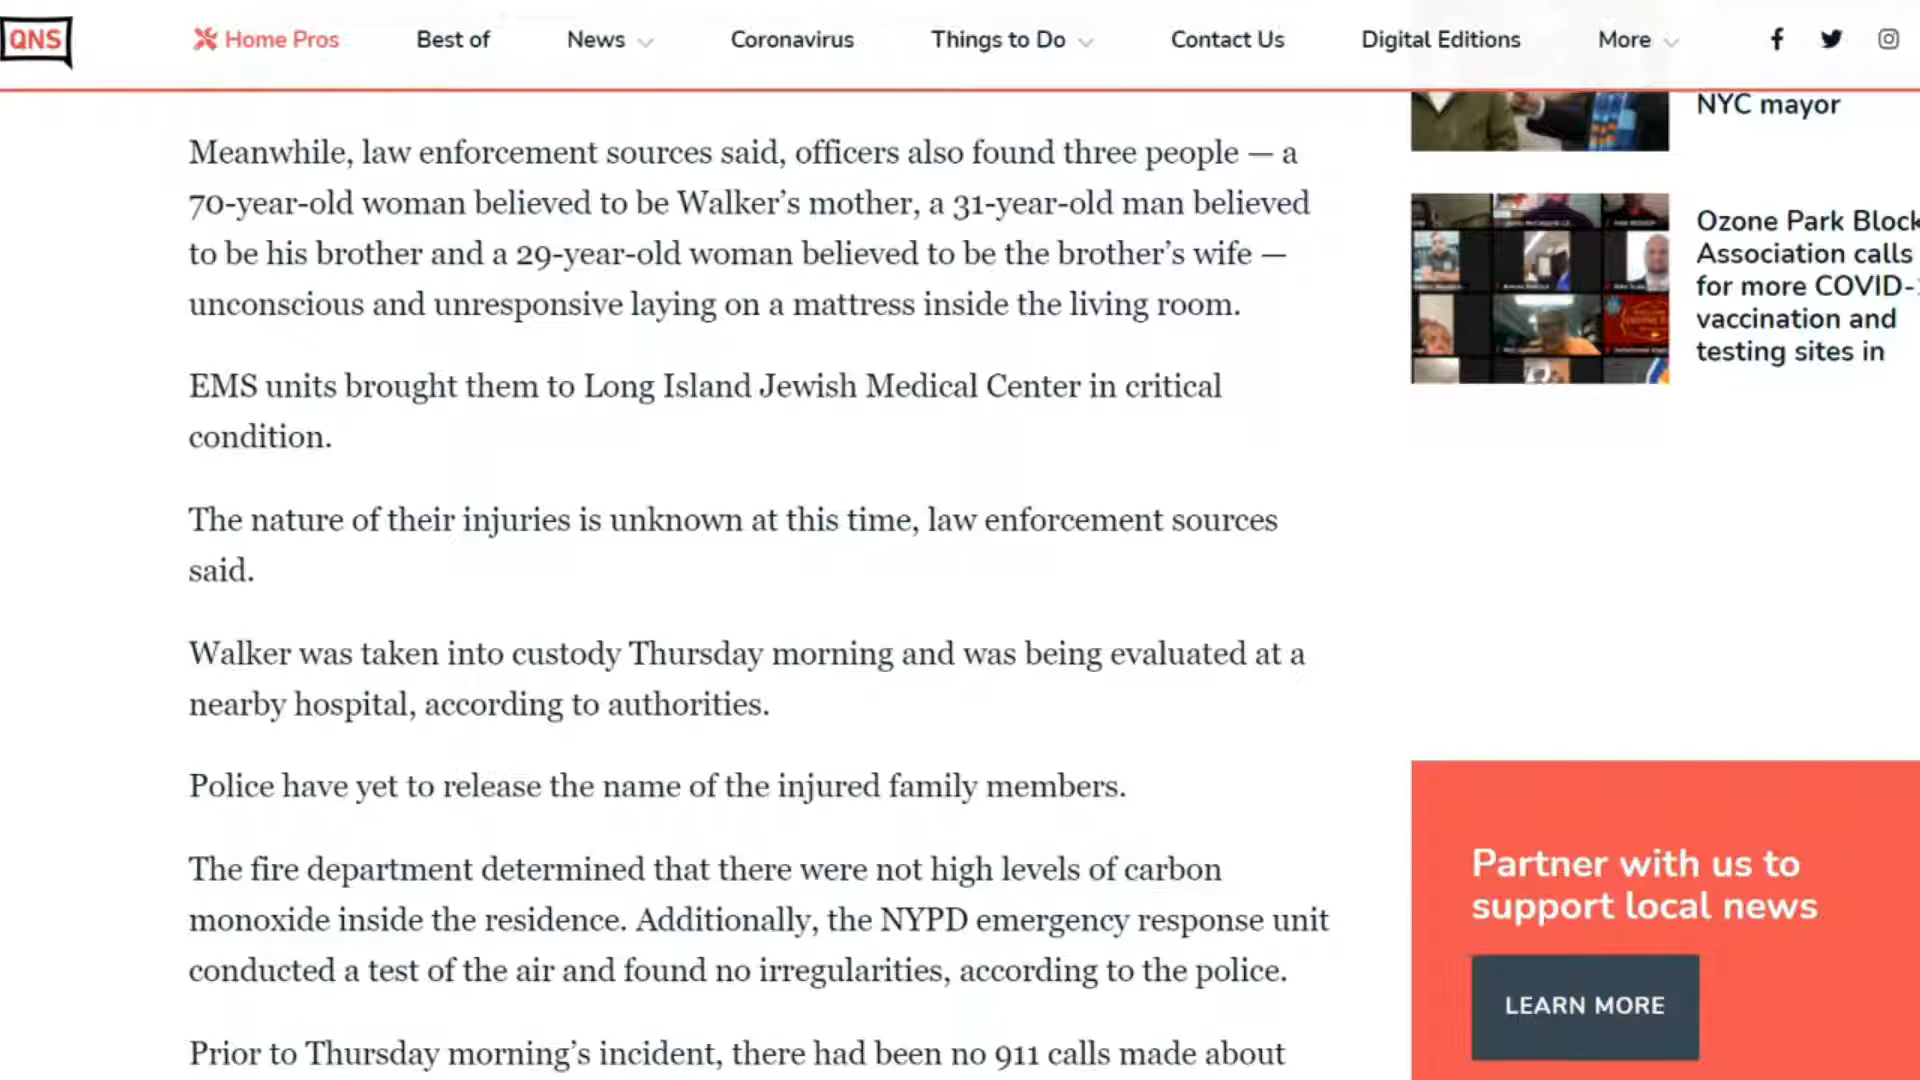 QNS
Home Pros
Best of
News
Coronavirus
Things to Do
Contact Us
Digital Editions
More
Meanwhile, law enforcement sources said, officers also found three people — a
70-year-old woman believed to be Walker’s mother, a 31-year-old man believed
to be his brother and a 29-year-old woman believed to be the brother’s wife —
unconscious and unresponsive laying on a mattress inside the living room.
EMS units brought them to Long Island Jewish Medical Center in critical
condition.
The nature of their injuries is unknown at this time, law enforcement sources
said.
Walker was taken into custody Thursday morning and was being evaluated at a
nearby hospital, according to authorities.
Police have yet to release the name of the injured family members.
The fire department determined that there were not high levels of carbon
monoxide inside the residence. Additionally, the NYPD emergency response unit
conducted a test of the air and found no irregularities, according to the police.
Prior to Thursday morning’s incident, there had been no 911 calls made about
NYC mayor
Ozone Park Block
Association calls
for more COVID-
vaccination and
testing sites in
Partner with us to
support local news
LEARN MORE